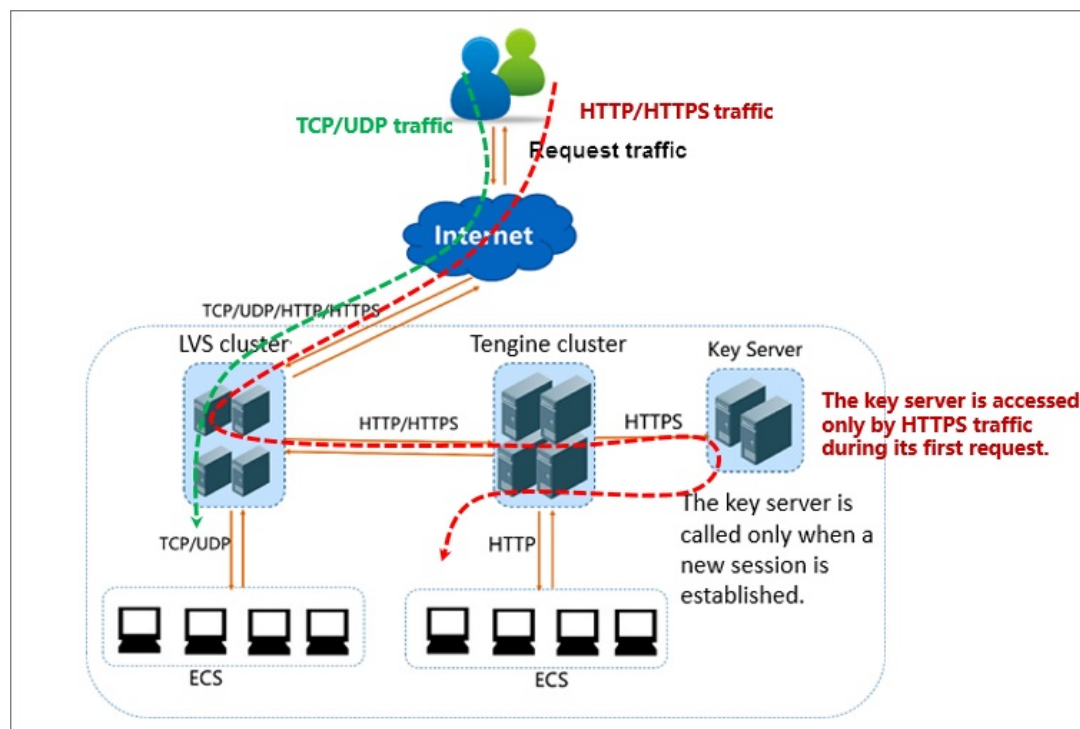 TCP/UDP traffic
HTTP/HTTPS traffic
Request traffic
Internet
TCP/UDP/HTTP/HTTPS
LVS cluster
Tengine cluster
Key Server
HTTP/HTTPS
HTTPS
The key server is accessed
only by HTTPS traffic
during its first request.
The key server is
called only when a
new session is
established.
TCP/UDP
HTTP
ECS
ECS